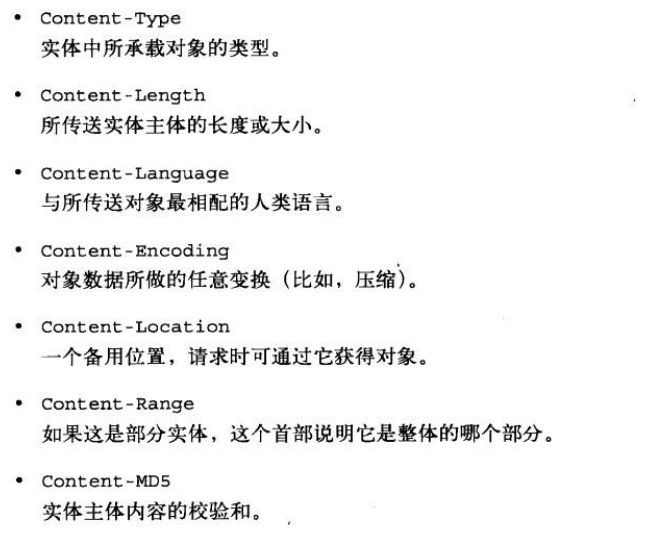 • Content-Type
实体中所承载对象的类型。
• Content-Length
所传送实体主体的长度或大小。
• Content-Language
与所传送对象最相配的人类语言。
• Content-Encoding
对象数据所做的任意变换（比如，压缩）。
• Content-Location
一个备用位置，请求时可通过它获得对象。
• Content-Range
如果这是部分实体，这个首部说明它是整体的哪个部分。
• Content-MD5
实体主体内容的校验和。